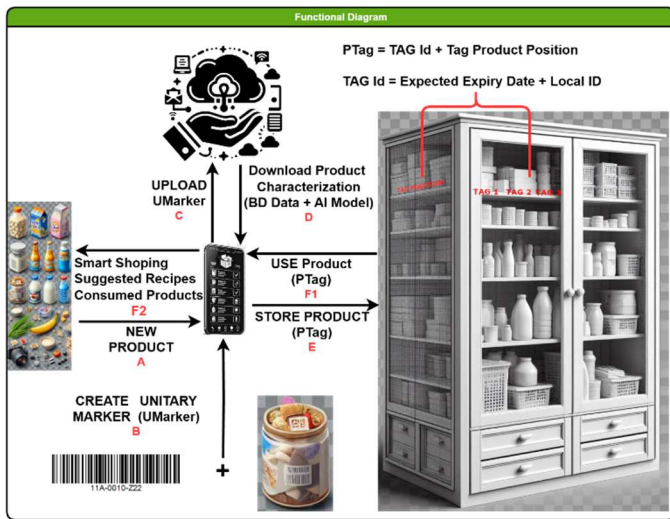 Functional Diagram
PTag = TAG Id + Tag Product Position
TAG Id = Expected Expiry Date + Local ID
UPLOAD
UMarker
C
Download Product
Characterization
(BD Data + AI Model)
D
TAG 1 TAG 2
Smart Shoping
Suggested Recipes
Consumed Products
F2
USE Product
(PTag)
F1
NEW
PRODUCT
A
STORE PRODUCT
(PTag)
E
CREATE UNITARY
MARKER (UMarker)
B
+
11A-0010-Z22